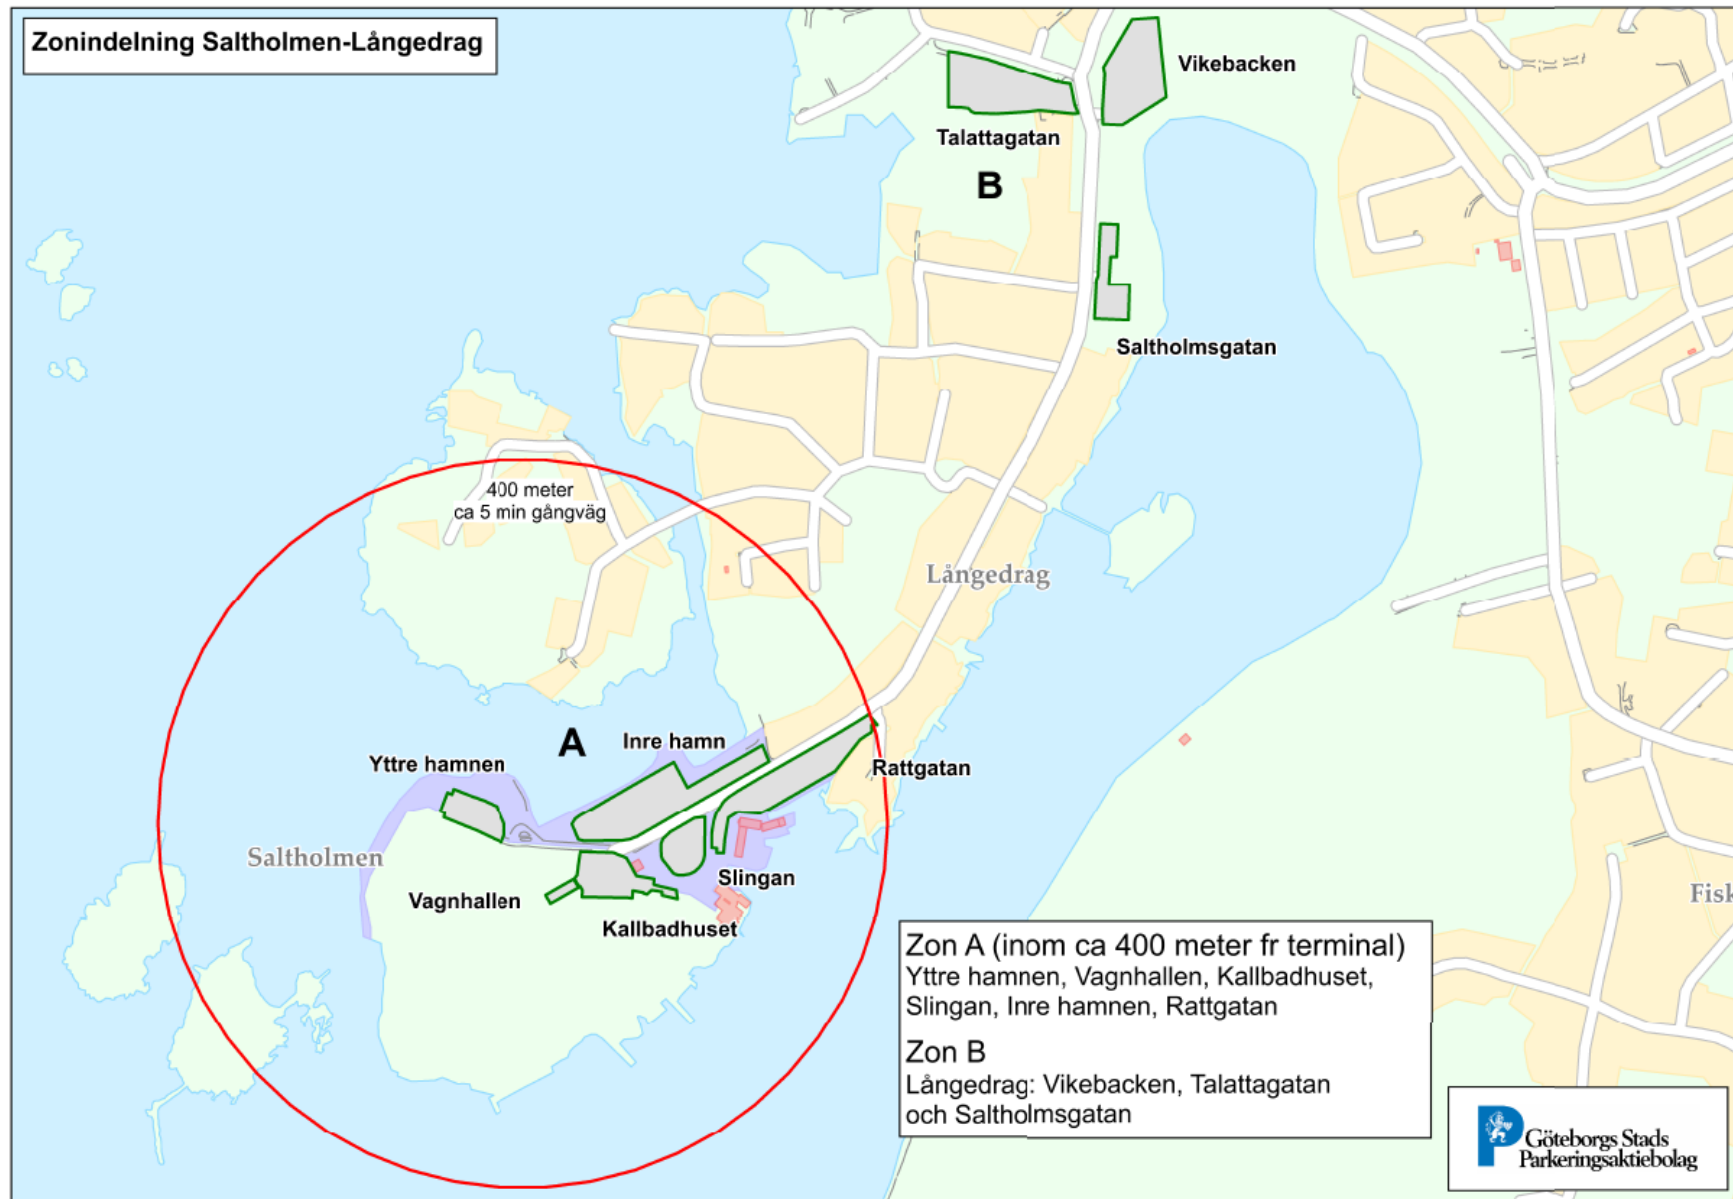 Zonindelning Saltholmen-Långedrag
Vikebacken
Talattagatan
B
Saltholmsgatan
400 meter
ca 5 min gångväg
Långedrag
A
Inre hamn
Yttre hamnen
Rattgatan
Saltholmen
Slingan
Vagnhallen
Kallbadhuset
Fisk
Zon A (inom ca 400 meter fr terminal)
Yttre hamnen, Vagnhallen, Kallbadhuset,
Slingan, Inre hamnen, Rattgatan
Zon B
Långedrag: Vikebacken, Talattagatan
och Saltholmsgatan
P
Göteborgs Stads
Parkeringsaktiebolag